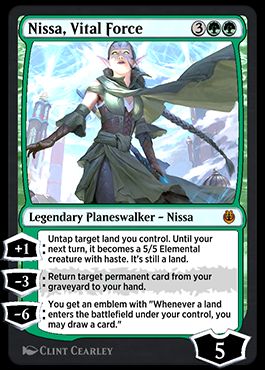 Nissa, Vital Force 3
Legendary Planeswalker – Nissa
+1
Untap target land you control. Until your
next turn, it becomes a 5/5 Elemental
creature with haste. It's still a land.
-3
Return target permanent card from your
graveyard to your hand.
-6
You get an emblem with "Whenever a land
enters the battlefield under your control, you
may draw a card."
CLINT CEARLEY
5